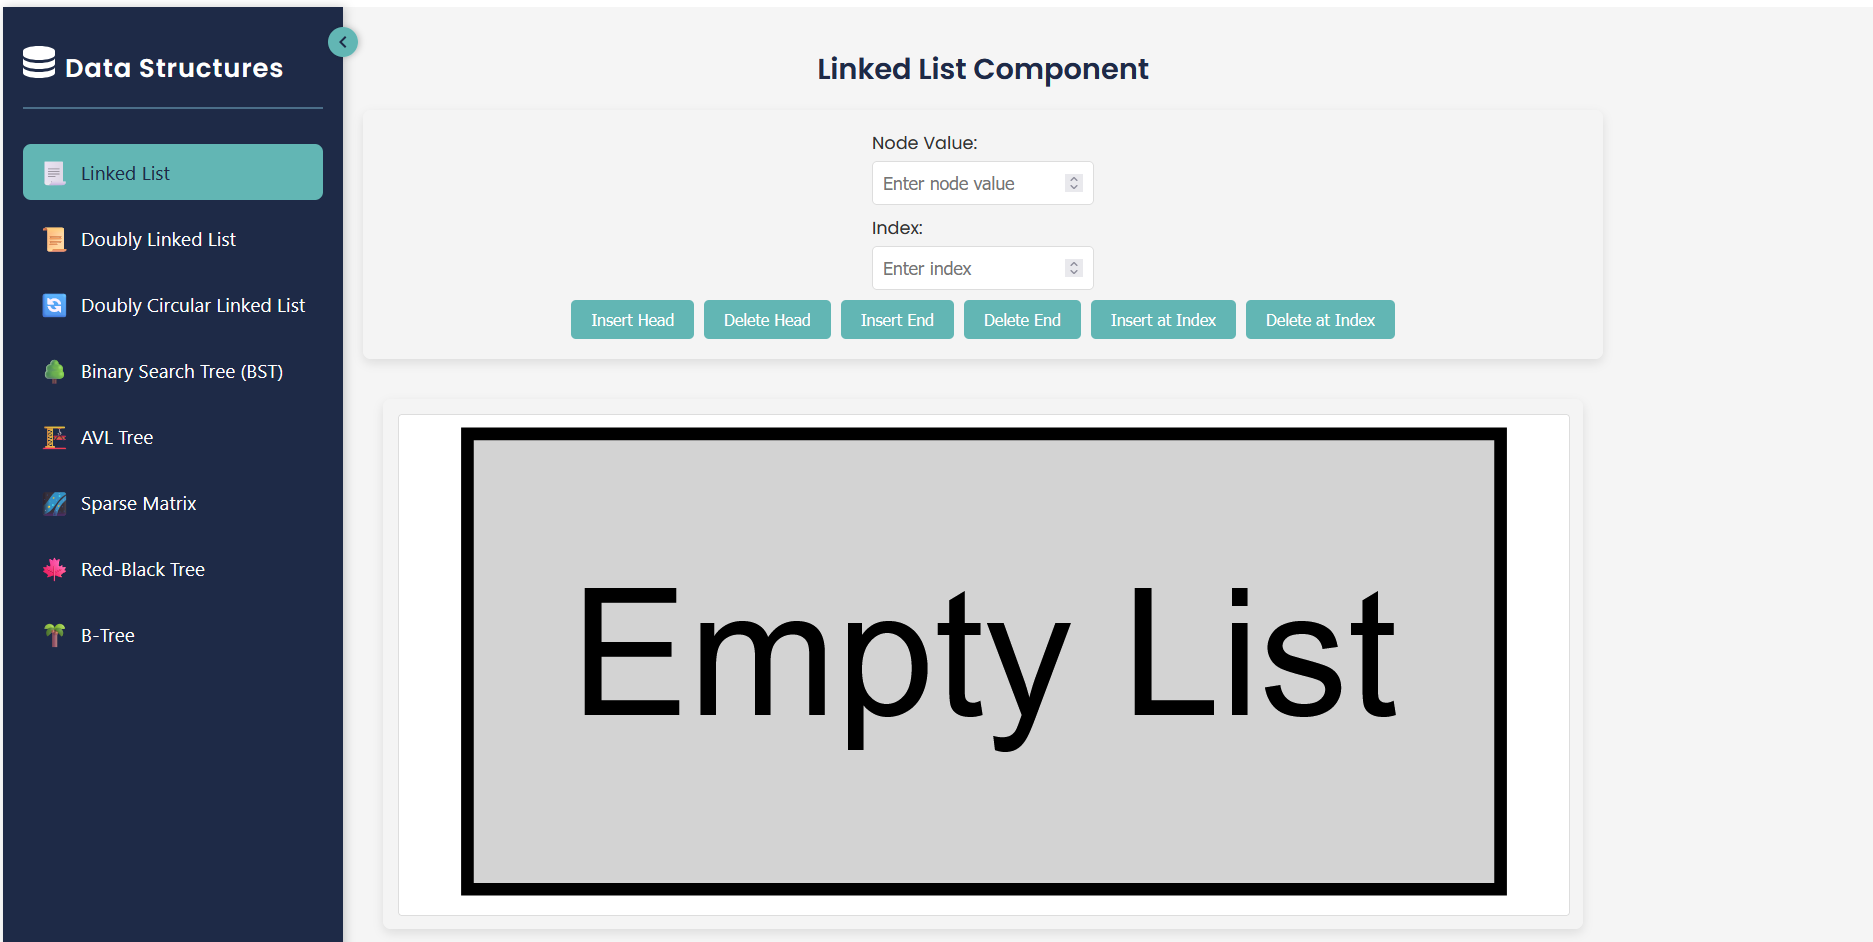 Data Structures
Linked List
Doubly Linked List
Doubly Circular Linked List
Binary Search Tree (BST)
AVL Tree
Sparse Matrix
Red-Black Tree
B-Tree
Linked List Component
Node Value:
Enter node value
Index:
Enter index
Insert Head Delete Head Insert End Delete End Insert at Index Delete at Index
Empty List